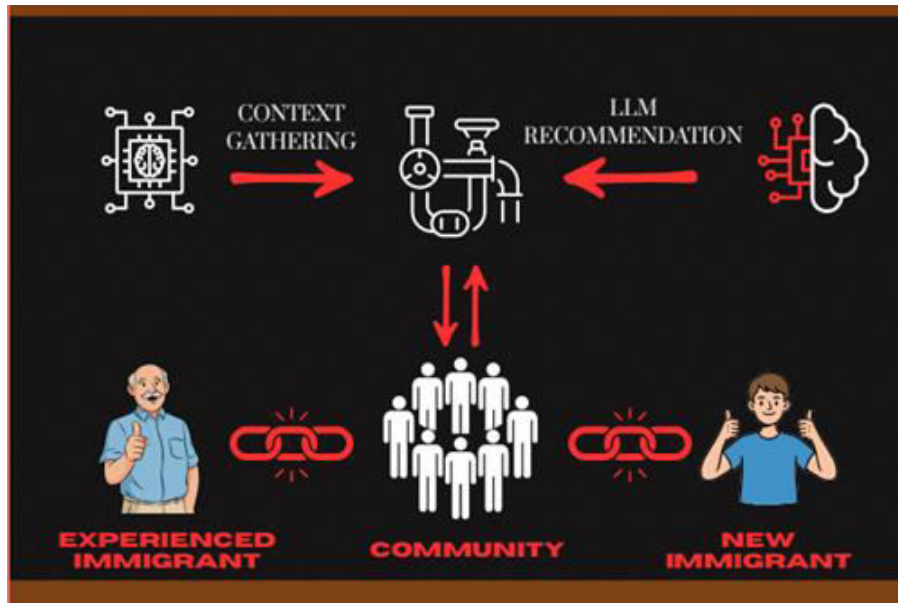 CONTEXT
GATHERING
LLM
RECOMMENDATION
EXPERIENCED
IMMIGRANT
COMMUNITY
NEW
IMMIGRANT